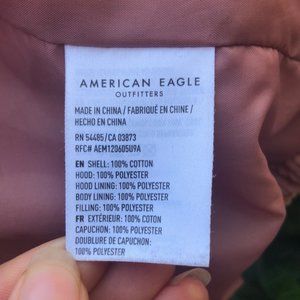 AMERICAN EAGLE
OUTFITTERS
MADE IN CHINA / FABRIQUÉ EN CHINE /
HECHO EN CHINA
RN 54485 / CA 03873
RFC# AEM120605U9A
EN SHELL: 100% COTTON
HOOD: 100% POLYESTER
HOOD LINING: 100% POLYESTER
BODY LINING: 100% POLYESTER
FILLING: 100% POLYESTER
FR EXTÉRIEUR: 100% COTON
CAPUCHON: 100% POLYESTER
DOUBLURE DE CAPUCHON:
100% POLYESTER